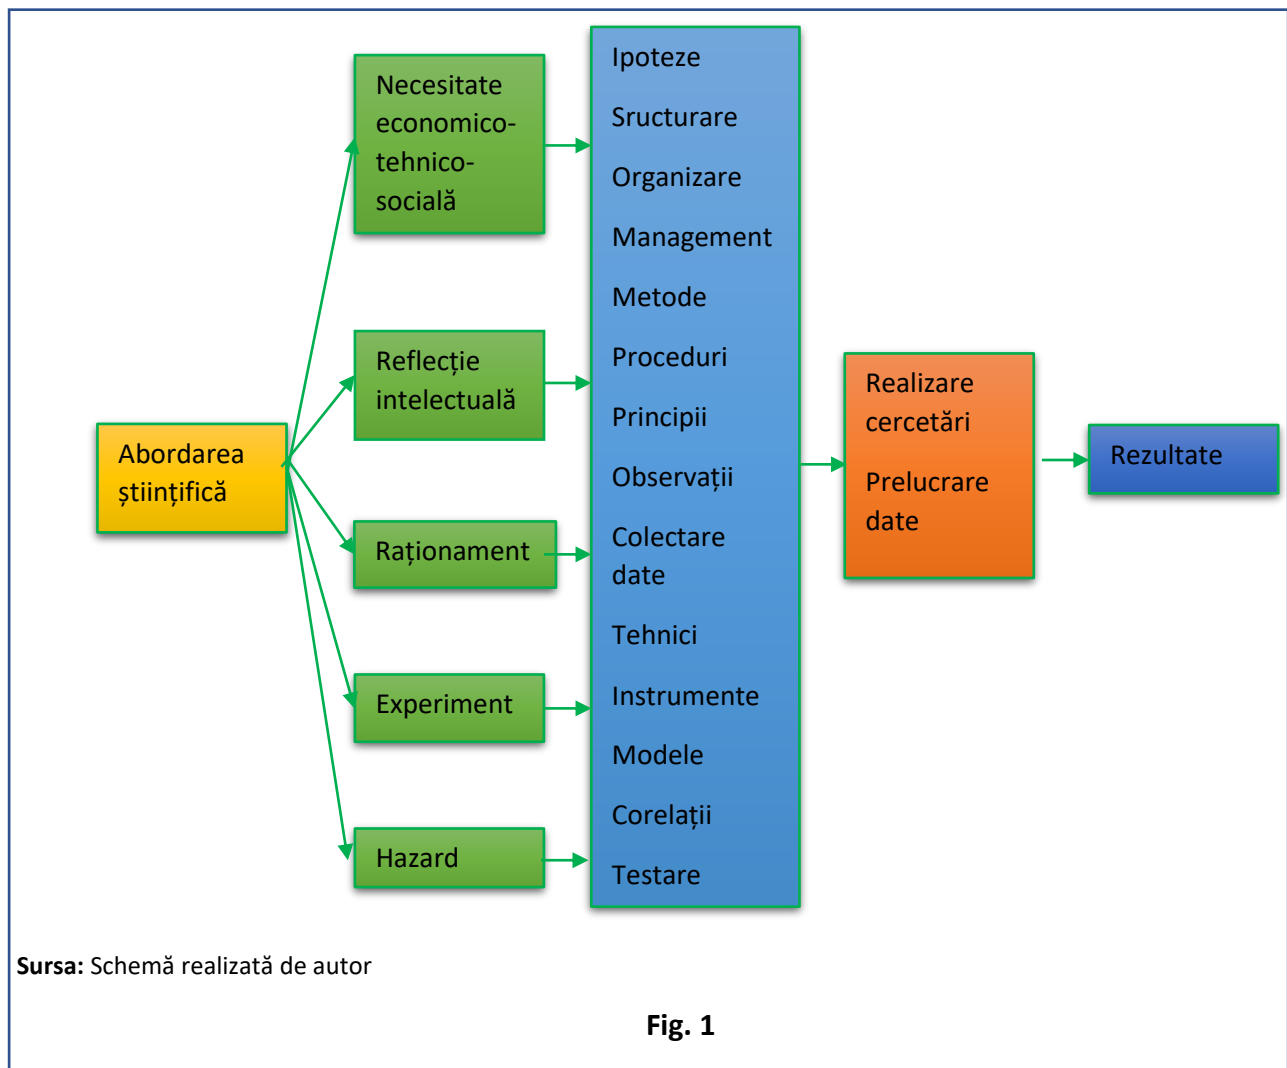 Abordarea
științifică
Necesitate
economico-
tehnico-
socială
Reflecție
intelectuală
Raționament
Experiment
Hazard
Ipoteze
Sructurare
Organizare
Management
Metode
Proceduri
Principii
Observații
Colectare
date
Tehnici
Instrumente
Modele
Corelații
Testare
Realizare
cercetări
Prelucrare
date
Rezultate
Sursa: Schemă realizată de autor
Fig. 1